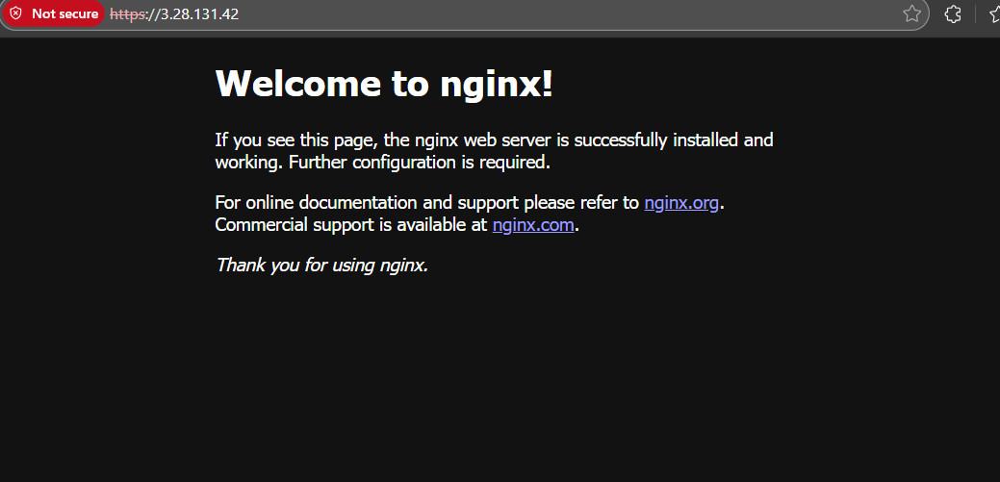 Not secure https://3.28.131.42
Welcome to nginx!
If you see this page, the nginx web server is successfully installed and
working. Further configuration is required.
For online documentation and support please refer to nginx.org.
Commercial support is available at nginx.com.
Thank you for using nginx.